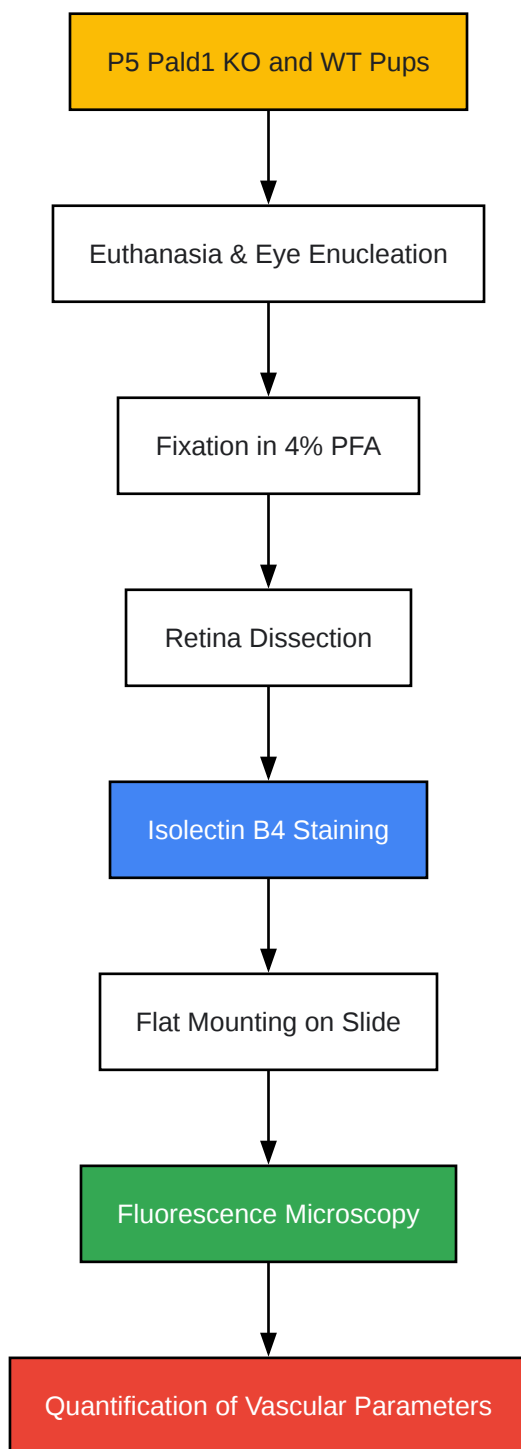 P5 Pald1 KO and WT Pups
Euthanasia & Eye Enucleation
Fixation in 4% PFA
Retina Dissection
Isolectin B4 Staining
Flat Mounting on Slide
Fluorescence Microscopy
Quantification of Vascular Parameters